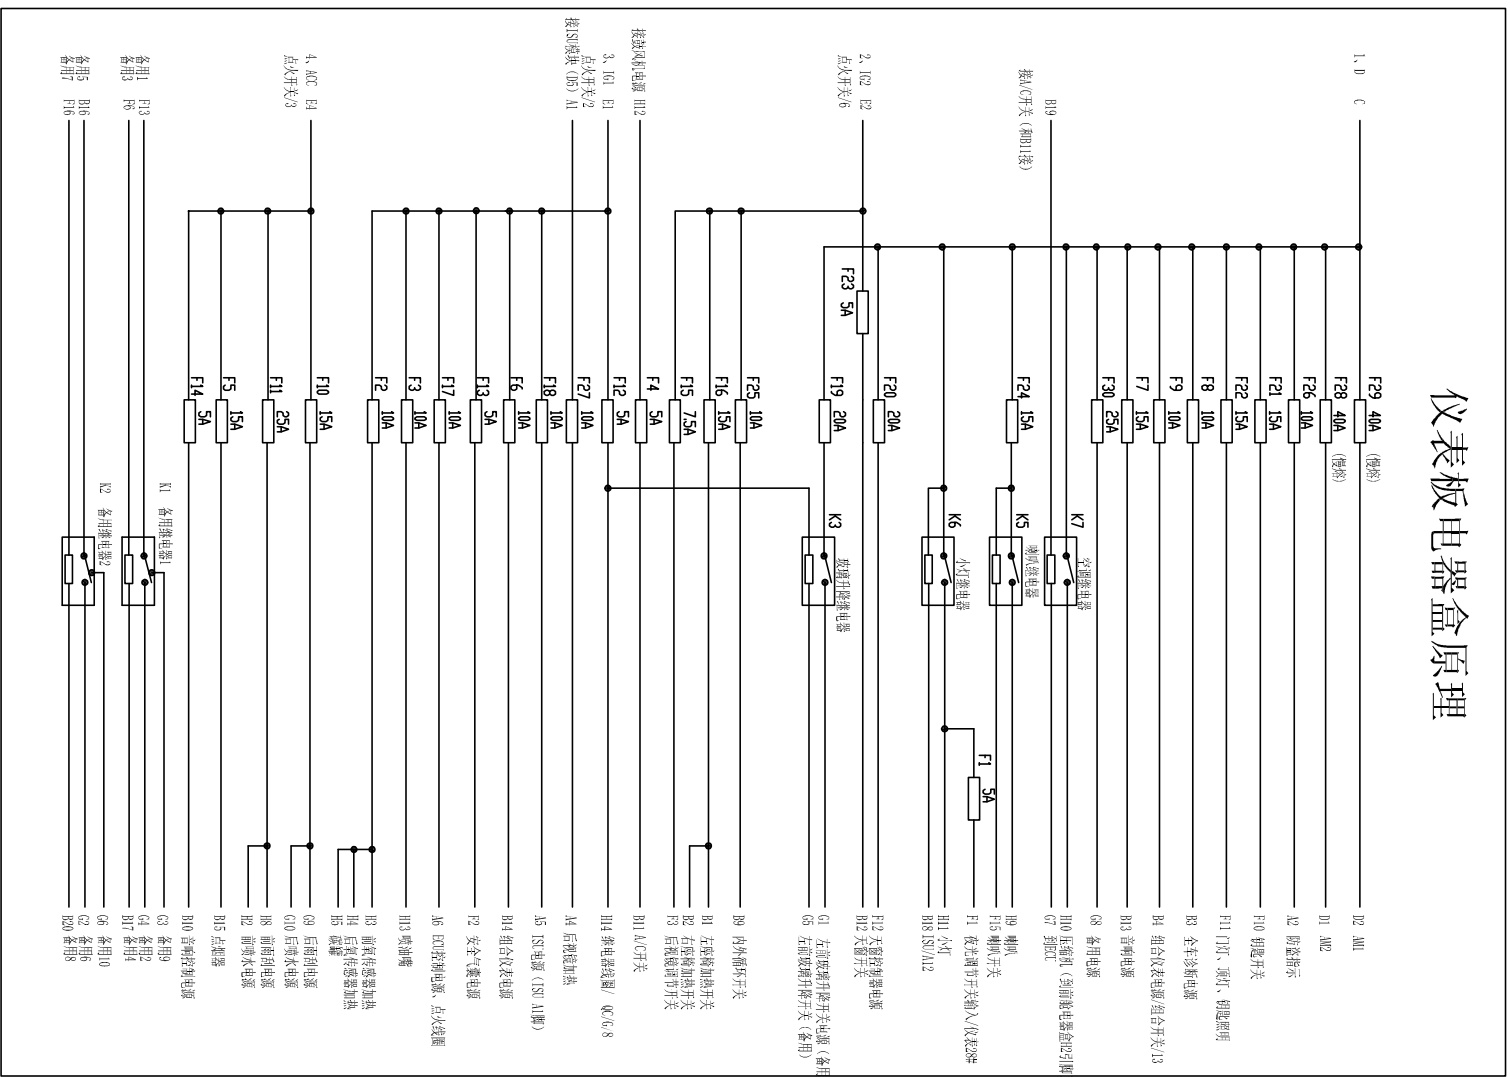 仪表板电器盒原理
1、D C
B19
接A/C开关（和B11接）
2、IG2 E2
点火开关/6
接鼓风机电源 H12
3、IG1 E1
点火开关/2
接ISU模块（D5）A1
4、ACC E4
点火开关/3
备用1 F13
备用3 F6
备用5 B16
备用7 F16
F29 40A （慢熔）
F28 40A （慢熔）
F26 10A
F21 15A
F22 15A
F8 10A
F9 10A
F7 15A
F30 25A
F24 15A
F20 20A
F23 5A
F19 20A
F25 10A
F16 15A
F15 7.5A
F4 5A
F12 5A
F27 10A
F18 10A
F6 10A
F13 5A
F17 10A
F3 10A
F2 10A
F10 15A
F11 25A
F5 15A
F14 5A
K7 空调继电器
K5 喇叭继电器
K6 小灯继电器
K3 玻璃升降继电器
K1 备用继电器1
K2 备用继电器2
F1 5A
D2 AM1
D1 AM2
A2 防盗指示
F10 钥匙开关
F11 门灯、顶灯、钥匙照明
B3 全车诊断电源
B4 组合仪表电源/组合开关/13
B13 音响电源
G8 备用电源
H10 压缩机（到前舱电器盒H2引脚
G7 到ECU
H9 喇叭
F15 喇叭开关
F1 夜光调节开关输入/仪表28#
H11 小灯
B18 ISU/A12
F12 天窗控制器电源
B12 天窗开关
G1 左前玻璃升降开关电源（备用
G5 左前玻璃升降开关（备用）
B9 内外循环开关
B1 左座椅加热开关
B2 右座椅加热开关
F3 后视镜调节开关
B11 A/C开关
H14 继电器线圈/ QC/G/8
A4 后视镜加热
A5 ISC电源（ISU A1脚）
B14 组合仪表电源
F2 安全气囊电源
A6 ECU控制电源、点火线圈
H13 喷油嘴
H3 前氧传感器加热
H4 后氧传感器加热
H5 碳罐
G9 后雨刮电源
G10 后喷水电源
H8 前雨刮电源
H2 前喷水电源
B15 点烟器
B10 音响控制电源
G3 备用9
G4 备用2
B17 备用4
G6 备用10
G2 备用6
B20 备用8